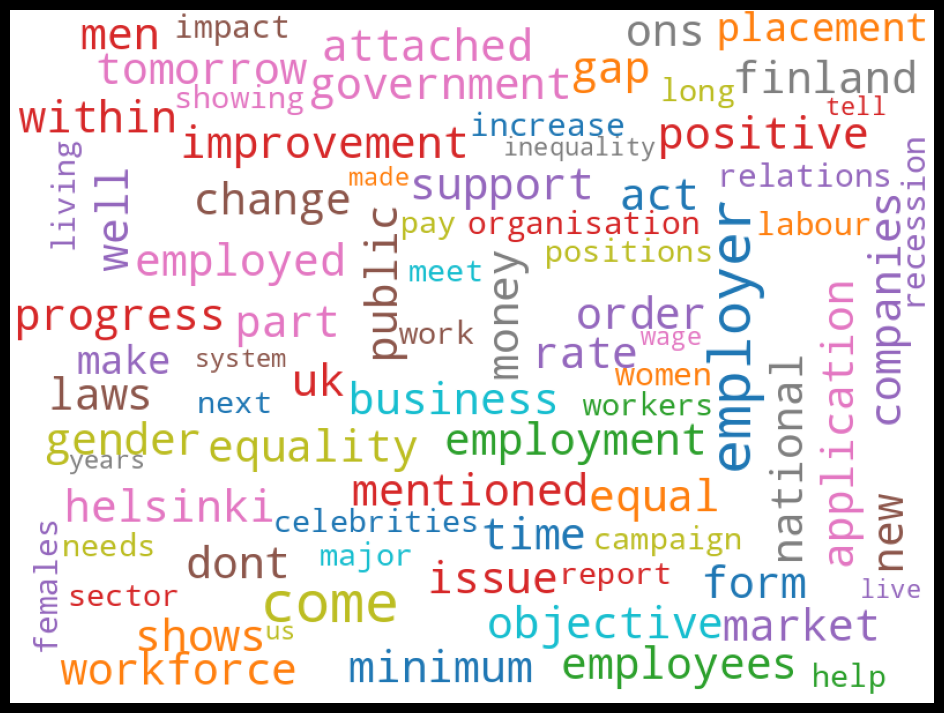 men impact attached ons placement
tomorrow government gap long finland
showing tell
within improvement increase positive
inequality
living well change made support act relations recession
public pay organisation labour companies
employed meet money positions employer
progress part work order application
wage
make system rate national
laws next uk business women
workers
gender equality employment
years
helsinki mentioned equal new
celebrities time campaign
females needs dont major
sector issue report form live
come
shows us objective market
workforce minimum employees help